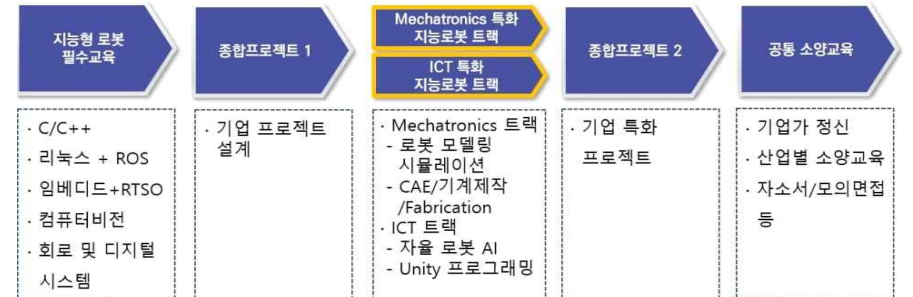 지능형 로봇
필수교육
· C/C++
· 리눅스 + ROS
· 임베디드+RTSO
· 컴퓨터비전
· 회로 및 디지털
시스템
종합프로젝트 1
· 기업 프로젝트
설계
Mechatronics 특화
지능로봇 트랙
ICT 특화
지능로봇 트랙
· Mechatronics 트랙
- 로봇 모델링
시뮬레이션
- CAE/기계제작
/Fabrication
· ICT 트랙
- 자율 로봇 AI
- Unity 프로그래밍
종합프로젝트 2
· 기업 특화
프로젝트
공통 소양교육
· 기업가 정신
· 산업별 소양교육
· 자소서/모의면접
등